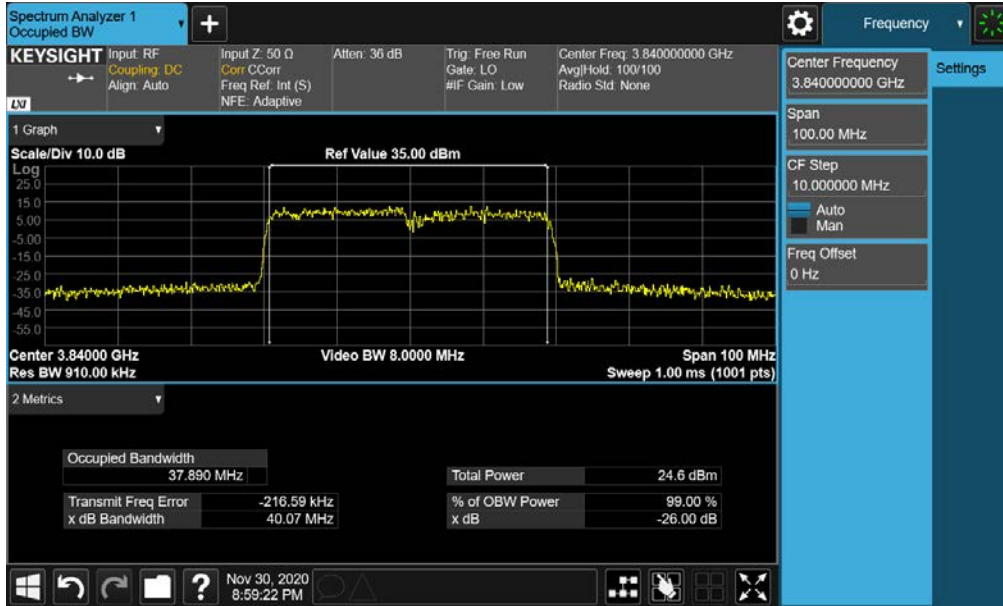 Spectrum Analyzer 1
Occupied BW
+
Frequency
KEYSIGHT
LXI
Input: RF
Coupling: DC
Align: Auto
Input Z: 50 Ω
Corr CCorr
Freq Ref: Int (S)
NFE: Adaptive
Atten: 36 dB
Trig: Free Run
Gate: LO
#IF Gain: Low
Center Freq: 3.840000000 GHz
Avg|Hold: 100/100
Radio Std: None
Center Frequency
3.840000000 GHz
Settings
Span
100.00 MHz
CF Step
10.000000 MHz
Auto
Man
Freq Offset
0 Hz
1 Graph
Scale/Div 10.0 dB
Ref Value 35.00 dBm
Log
25.0
15.0
5.00
-5.00
-15.0
-25.0
-35.0
-45.0
-55.0
Center 3.84000 GHz
Video BW 8.0000 MHz
Span 100 MHz
Res BW 910.00 kHz
Sweep 1.00 ms (1001 pts)
2 Metrics
Occupied Bandwidth
37.890 MHz
Total Power 24.6 dBm
Transmit Freq Error -216.59 kHz
% of OBW Power 99.00 %
x dB Bandwidth 40.07 MHz
x dB -26.00 dB
?
Nov 30, 2020
8:59:22 PM